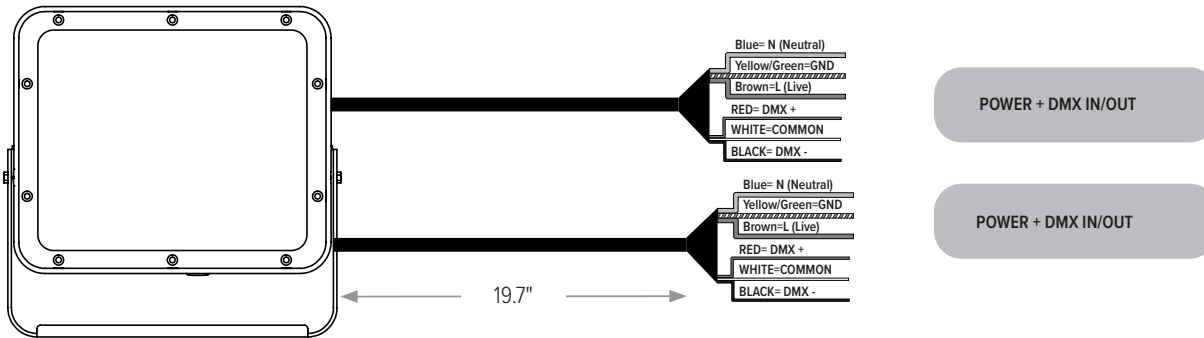 Blue= N (Neutral)
Yellow/Green=GND
Brown=L (Live)
RED= DMX +
WHITE=COMMON
BLACK= DMX -
POWER + DMX IN/OUT
Blue= N (Neutral)
Yellow/Green=GND
Brown=L (Live)
RED= DMX +
WHITE=COMMON
BLACK= DMX -
POWER + DMX IN/OUT
19.7"